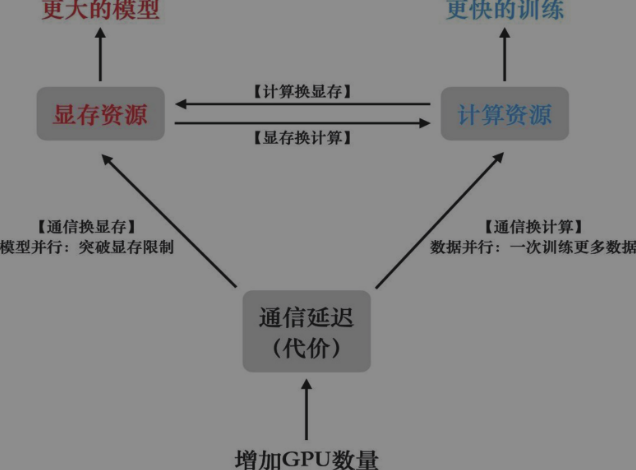 更大的模型
更快的训练
【计算换显存】
显存资源
计算资源
【显存换计算】
【通信换显存】
模型并行：突破显存限制
【通信换计算】
数据并行：一次训练更多数据
通信延迟
（代价）
增加GPU数量